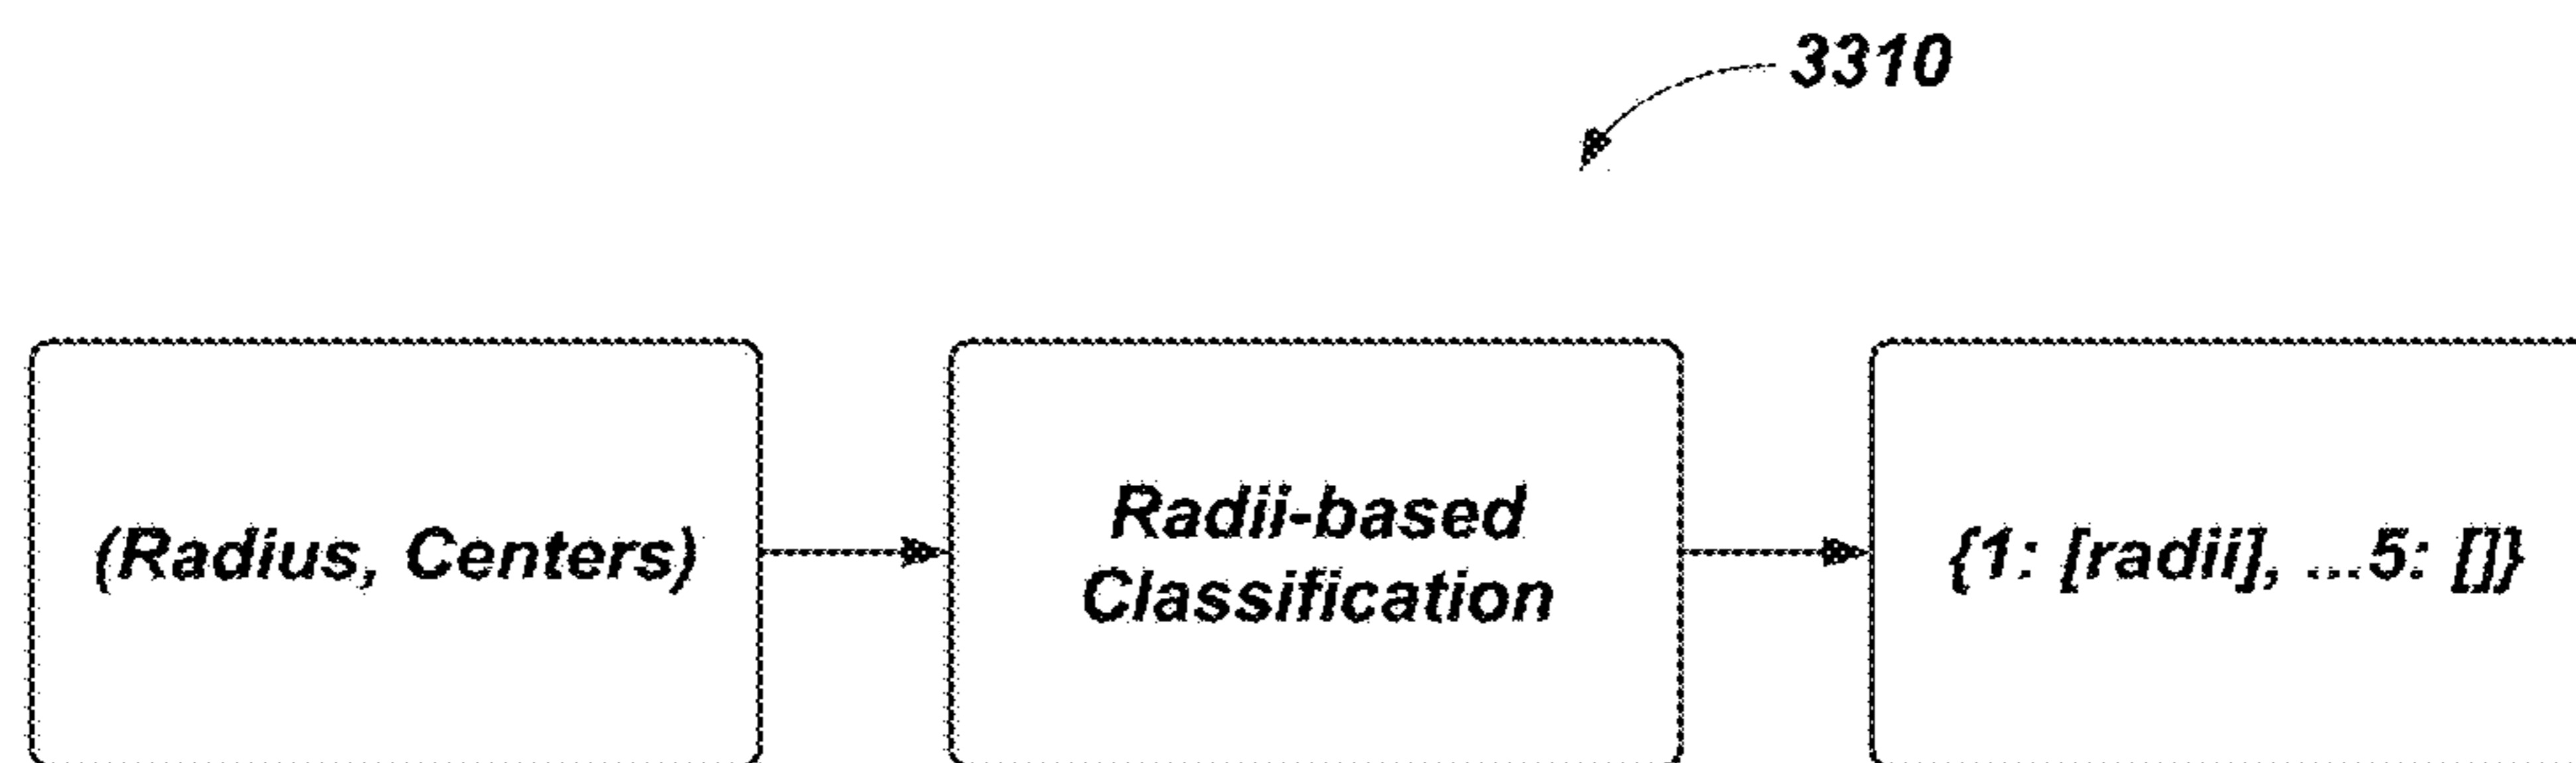 3310
(Radius, Centers)
Radii-based
Classification
{1: [radii], ...5: []}